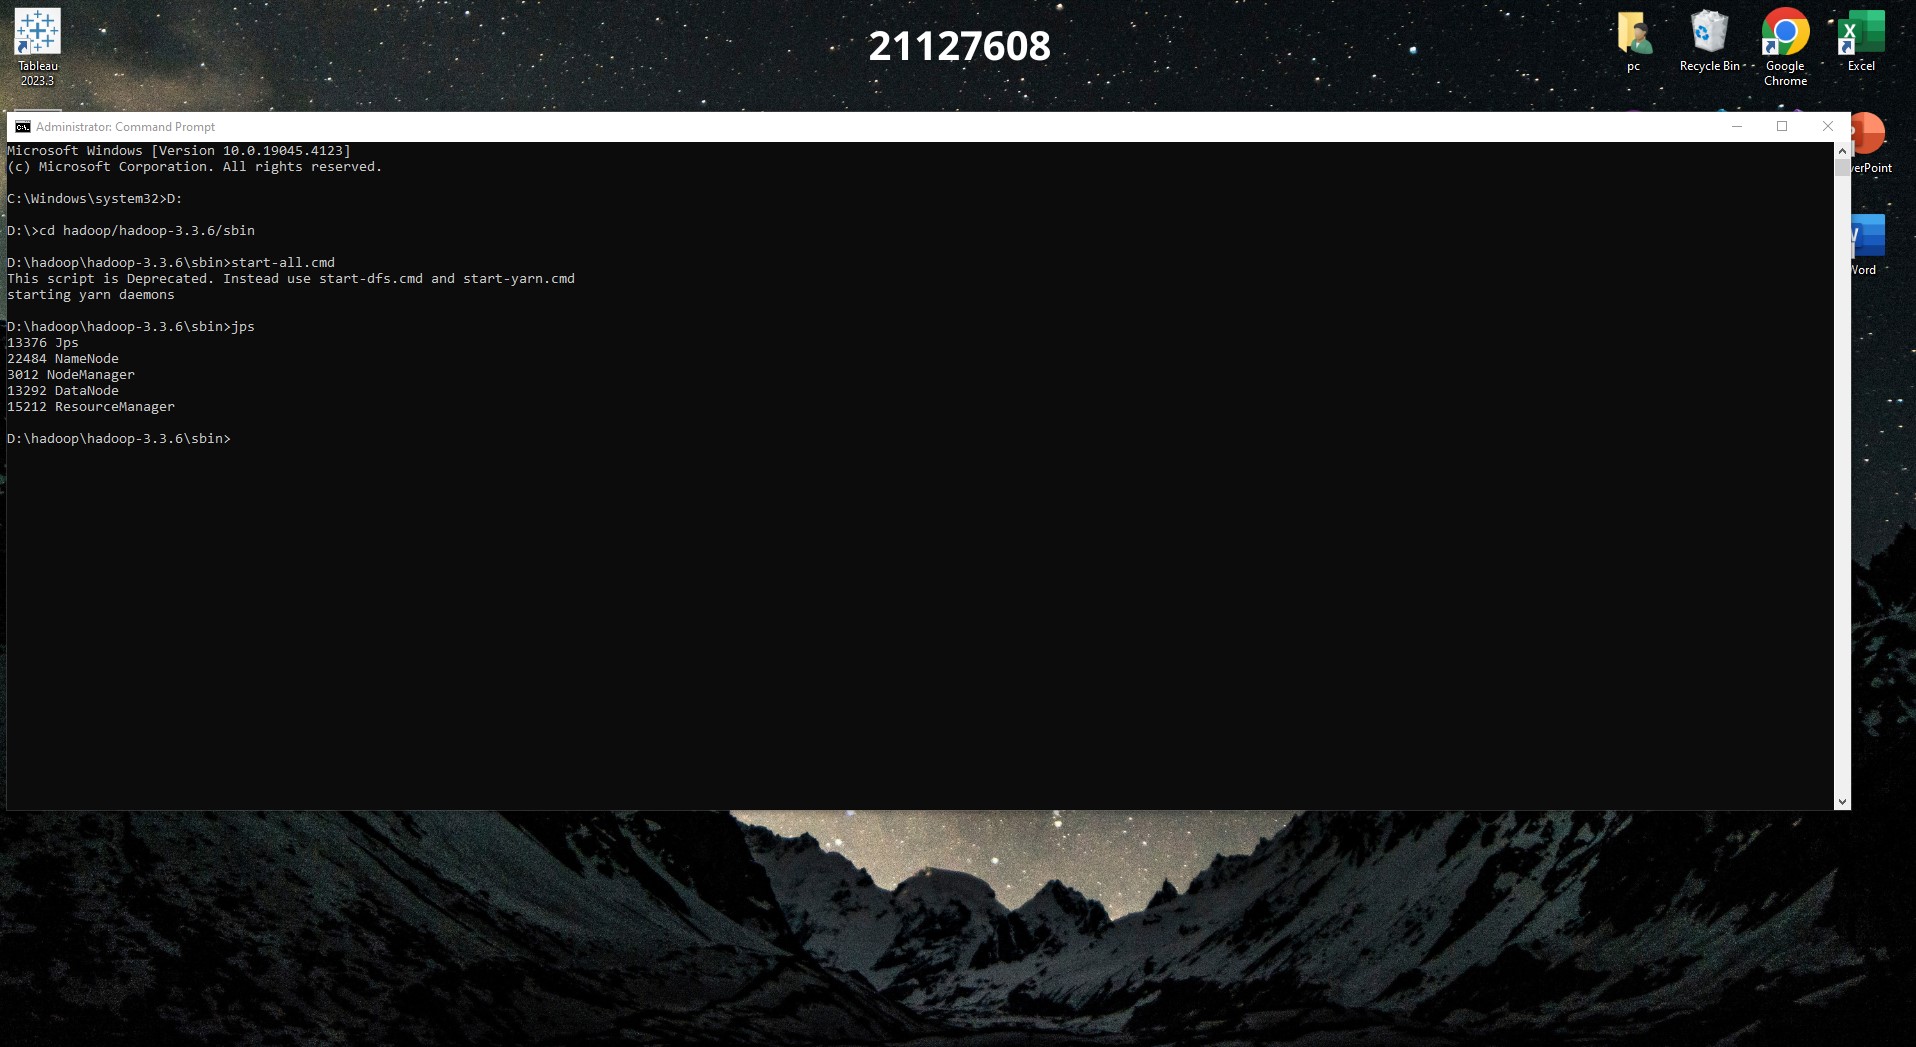 21127608
Tableau
2023.3
pc
Recycle Bin
Google
Chrome
Excel
Administrator: Command Prompt
Microsoft Windows [Version 10.0.19045.4123]
(c) Microsoft Corporation. All rights reserved.
C:\Windows\system32>D:
D:\>cd hadoop/hadoop-3.3.6/sbin
D:\hadoop\hadoop-3.3.6\sbin>start-all.cmd
This script is Deprecated. Instead use start-dfs.cmd and start-yarn.cmd
starting yarn daemons
D:\hadoop\hadoop-3.3.6\sbin>jps
13376 Jps
22484 NameNode
3012 NodeManager
13292 DataNode
15212 ResourceManager
D:\hadoop\hadoop-3.3.6\sbin>
verPoint
Word